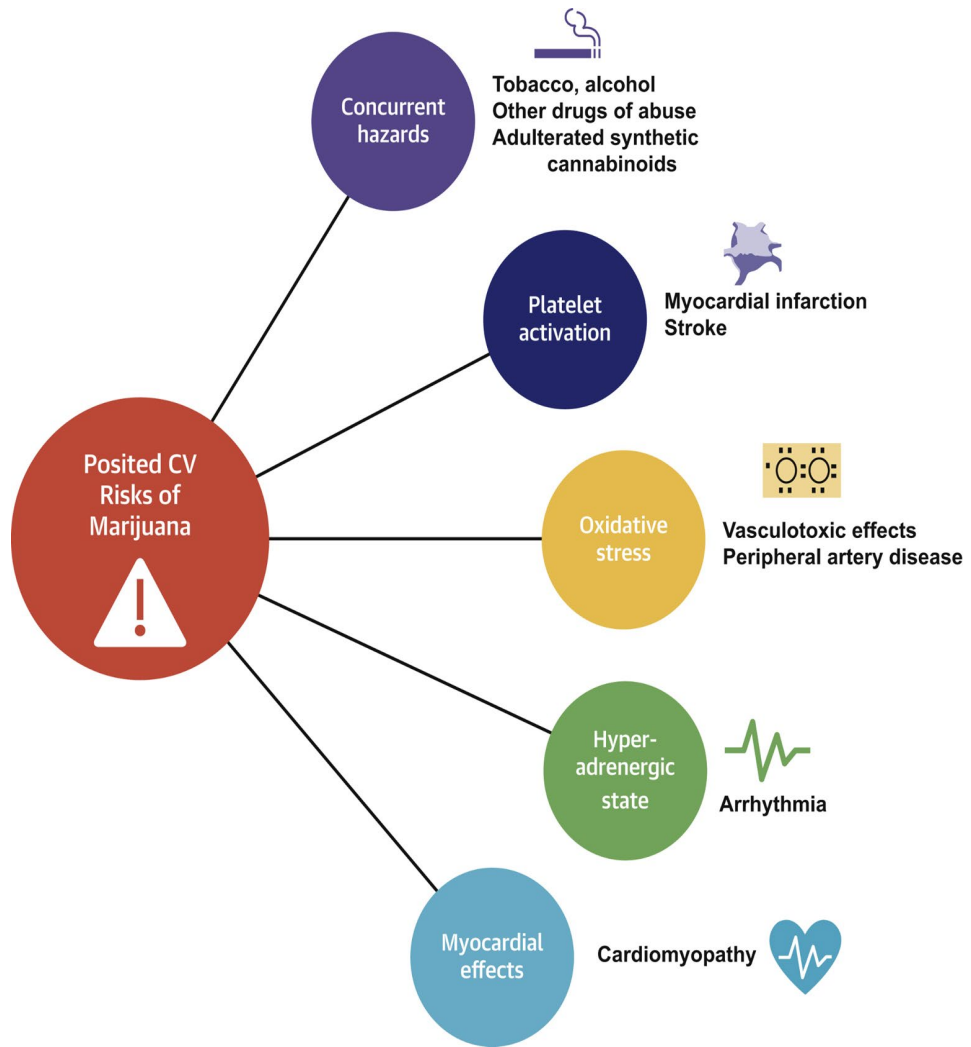 Concurrent
hazards
Tobacco, alcohol
Other drugs of abuse
Adulterated synthetic
cannabinoids
Platelet
activation
Myocardial infarction
Stroke
Posited CV
Risks of
Marijuana
!
Oxidative
stress
Vasculotoxic effects
Peripheral artery disease
Hyper-
adrenergic
state
Arrhythmia
Myocardial
effects
Cardiomyopathy